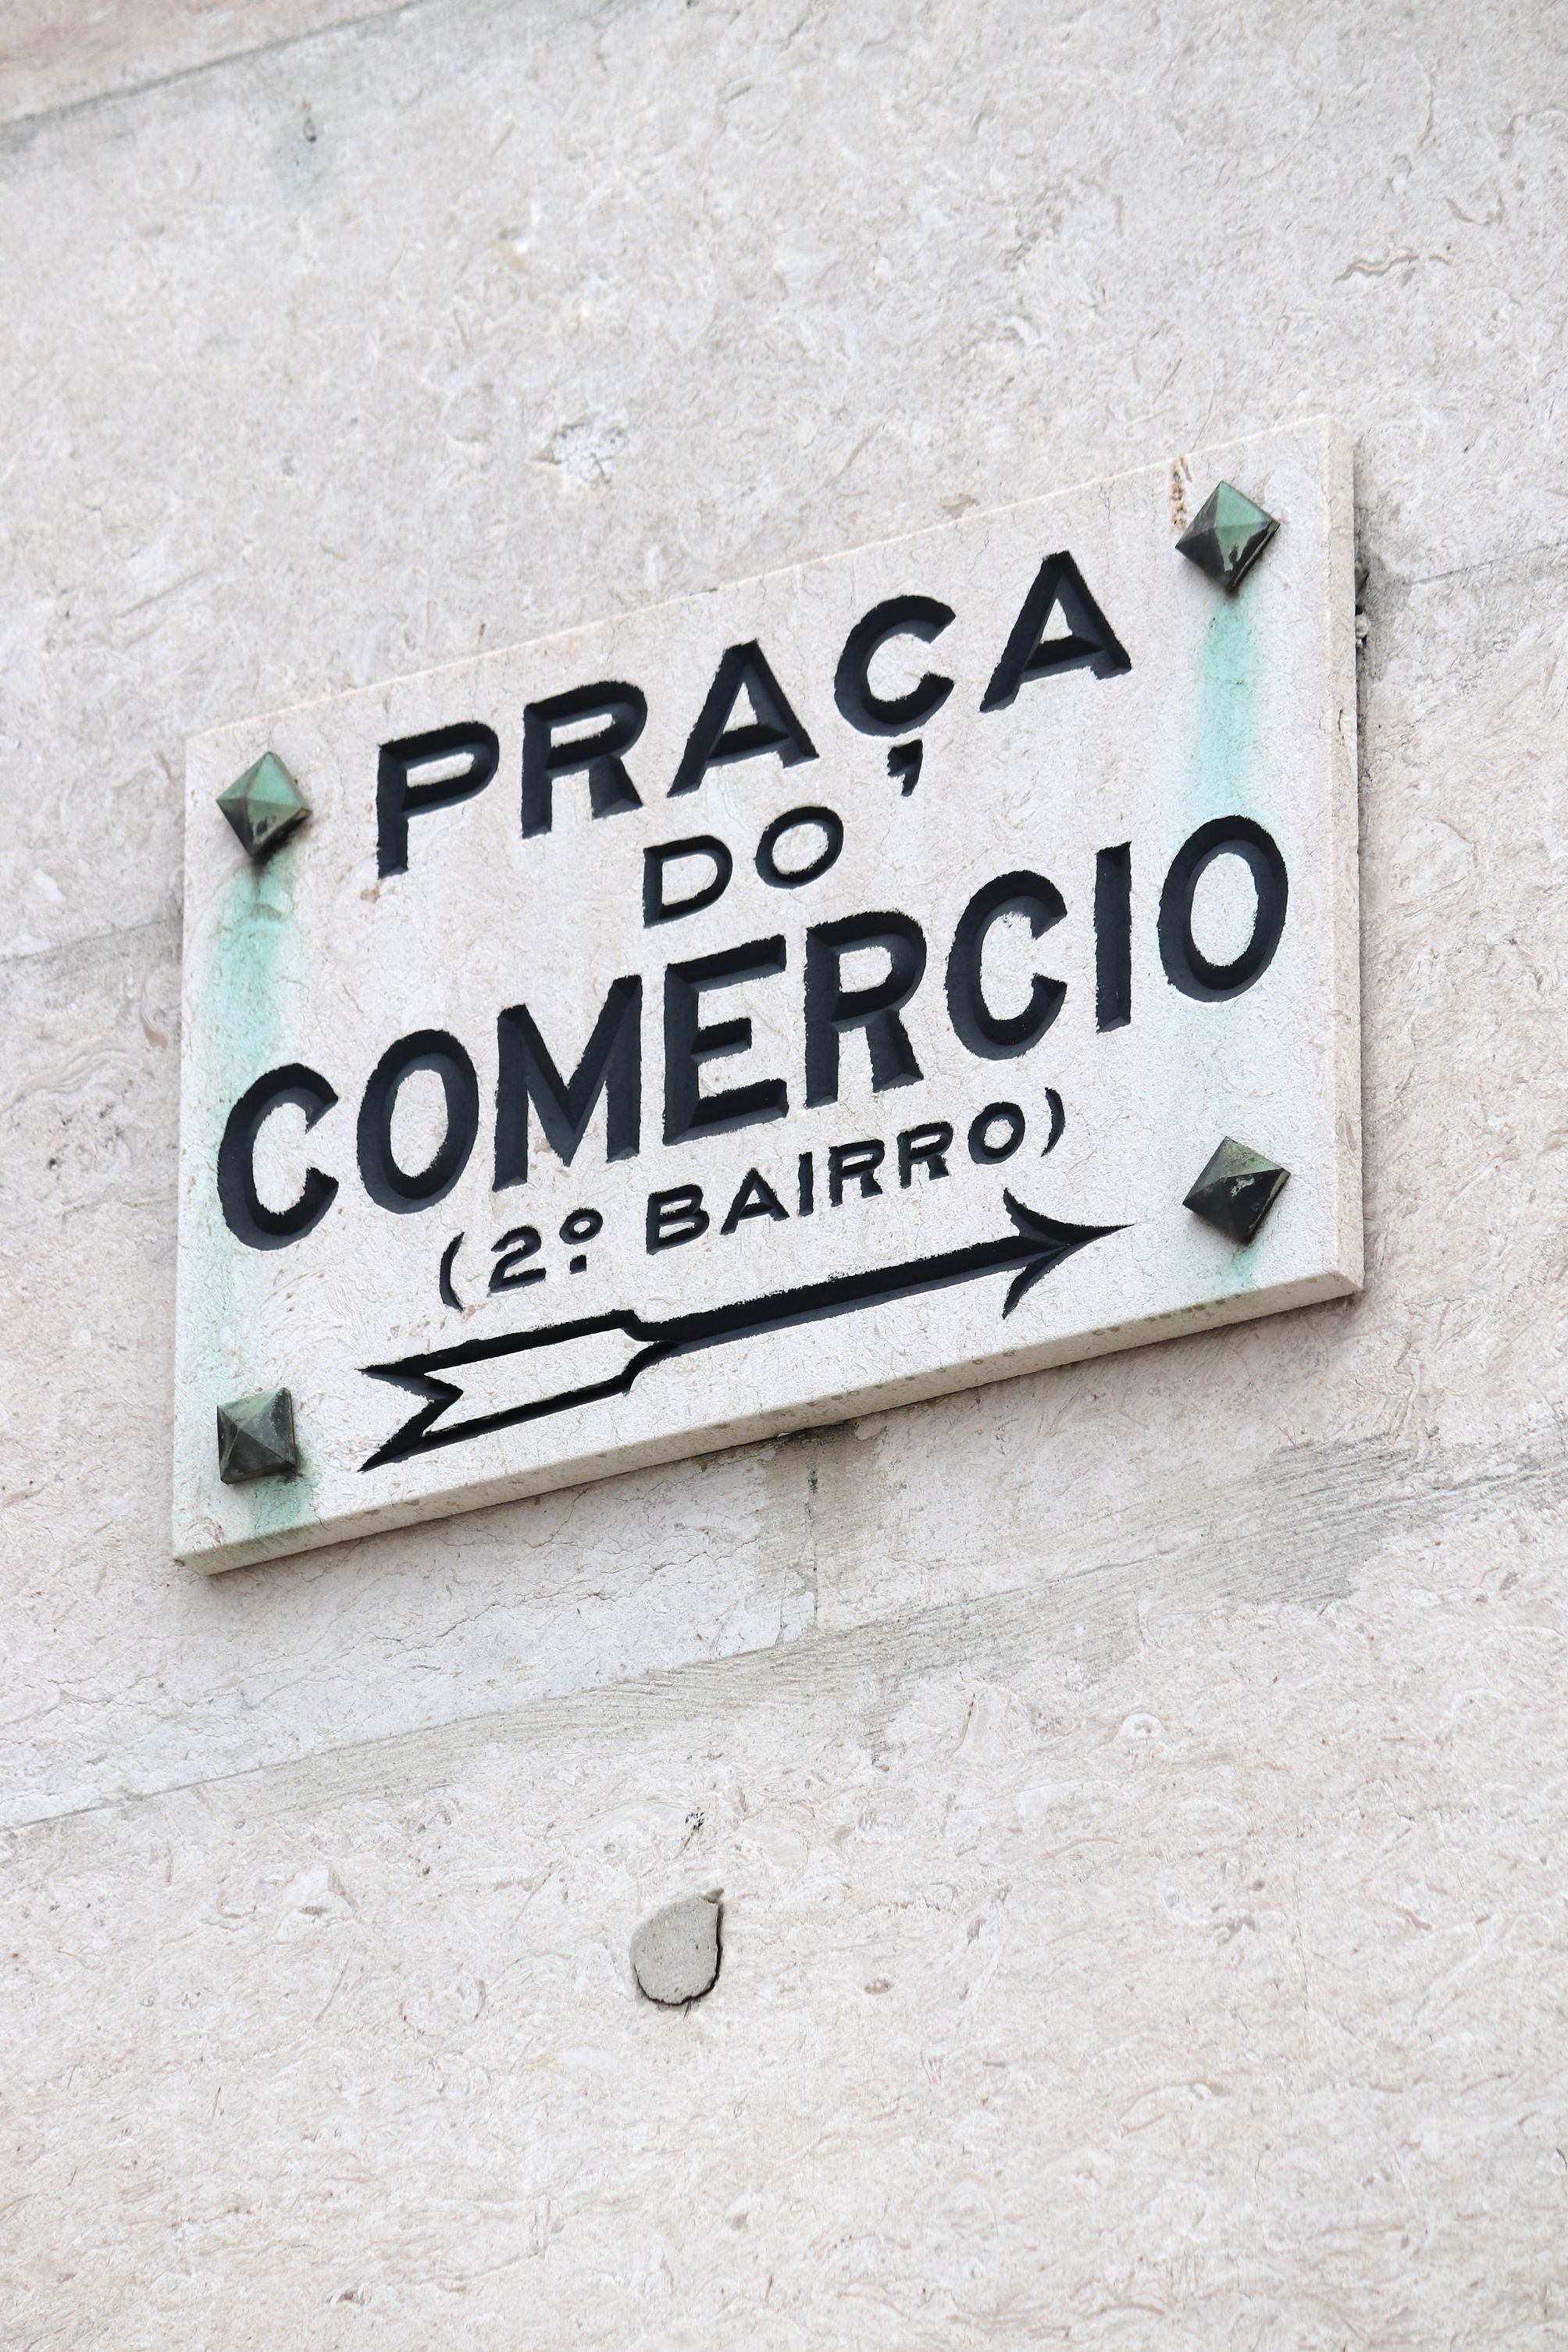 PRAÇA
DO
COMERCIO
(2º BAIRRO)